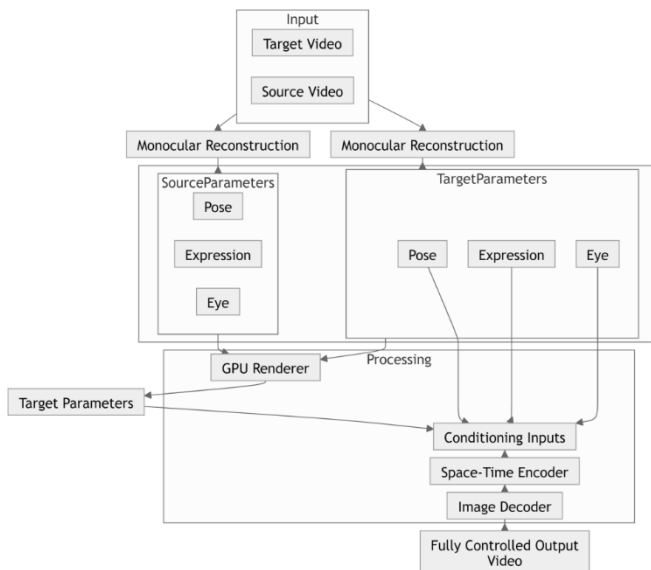 Input
Target Video
Source Video
Monocular Reconstruction
Monocular Reconstruction
SourceParameters
TargetParameters
Pose
Expression
Eye
Pose
Expression
Eye
Processing
GPU Renderer
Target Parameters
Conditioning Inputs
Space-Time Encoder
Image Decoder
Fully Controlled Output
Video